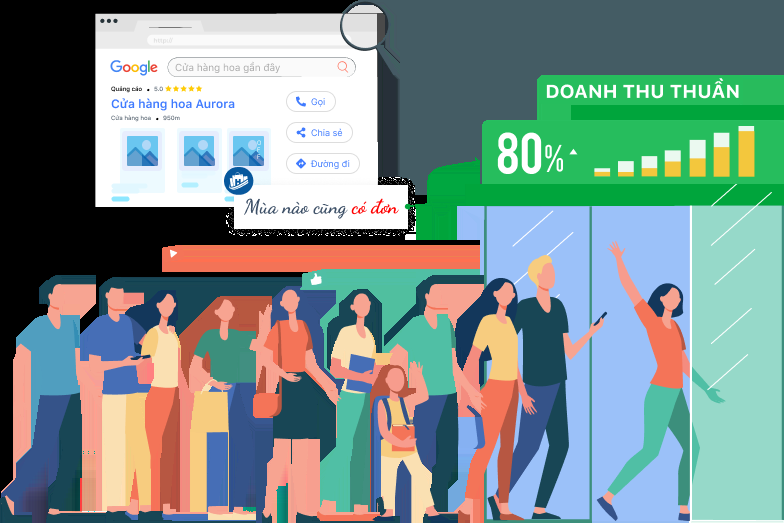 Google
Cửa hàng hoa gần đây
Quảng cáo • 5.0
Cửa hàng hoa Aurora
Cửa hàng hoa • 950m
Gọi
Chia sẻ
Đường đi
Mùa nào cũng có đơn
DOANH THU THUẦN
80%